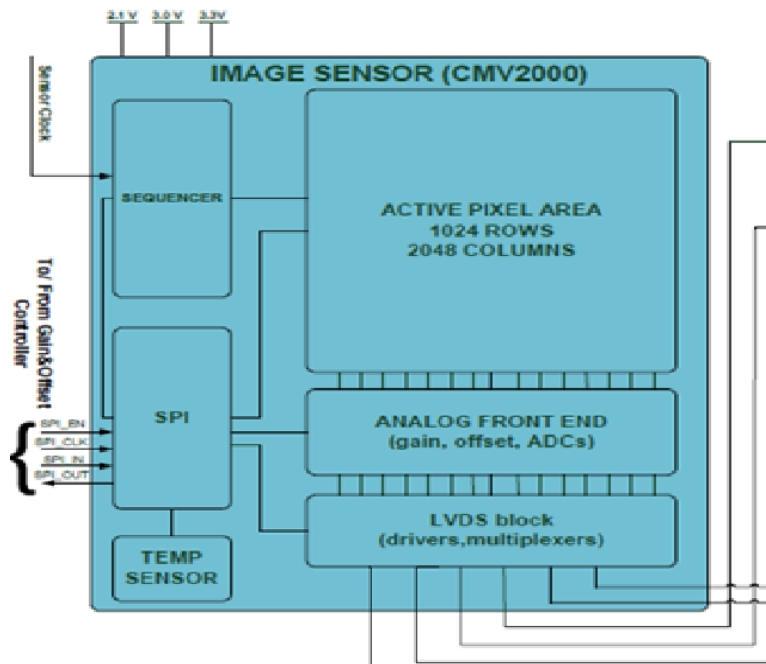 2.1 V 3.0 V 3.3V
IMAGE SENSOR (CMV2000)
Sensor Clock
SEQUENCER
ACTIVE PIXEL AREA
1024 ROWS
2048 COLUMNS
To/ From Gain&Offset
Controller
SPI
SPI_EN
SPI_CLK
SPI_IN
SPI_OUT
ANALOG FRONT END
(gain, offset, ADCs)
LVDS block
(drivers,multiplexers)
TEMP
SENSOR